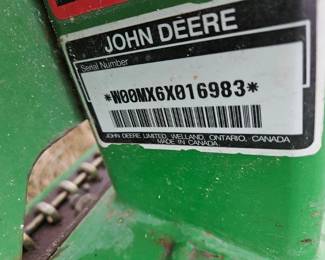 JOHN DEERE
Serial Number
*W00MX6X016983*
JOHN DEERE LIMITED, WELLAND, ONTARIO, CANADA
MADE IN CANADA